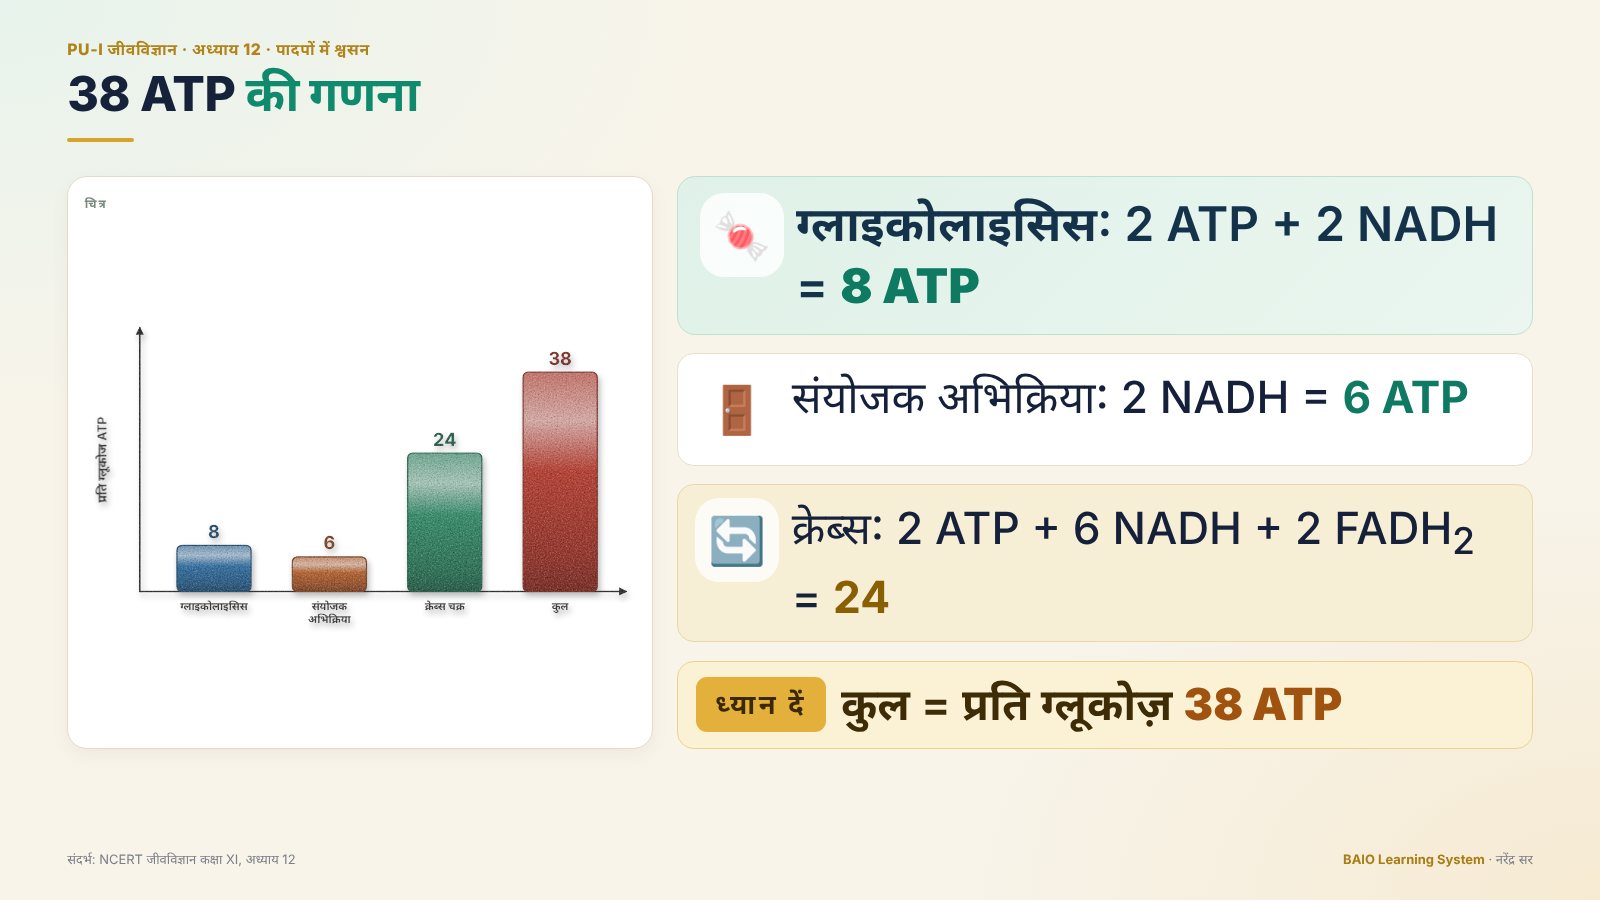 PU-I जीवविज्ञान · अध्याय 12 · पादपों में श्वसन
38 ATP की गणना
चित्र
प्रति ग्लूकोज ATP
8
6
24
38
ग्लाइकोलाइसिस
संयोजक
अभिक्रिया
क्रेब्स चक्र
कुल
ग्लाइकोलाइसिस: 2 ATP + 2 NADH
= 8 ATP
संयोजक अभिक्रिया: 2 NADH = 6 ATP
क्रेब्स: 2 ATP + 6 NADH + 2 FADH₂
= 24
ध्यान दें कुल = प्रति ग्लूकोज़ 38 ATP
संदर्भ: NCERT जीवविज्ञान कक्षा XI, अध्याय 12
BAIO Learning System · नरेंद्र सर